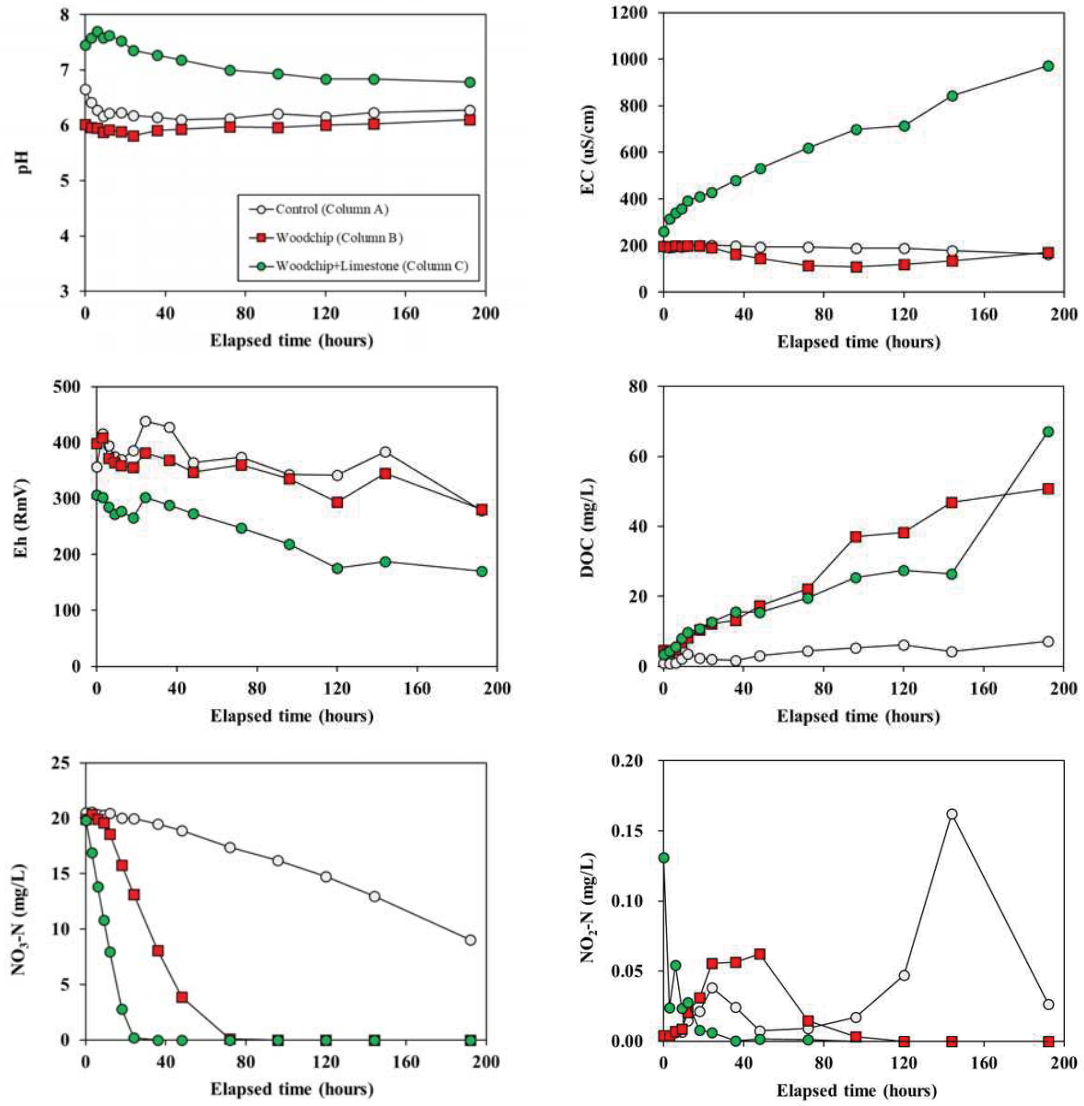 8
7
6
5
4
3
pH
Control (Column A)
Woodchip (Column B)
Woodchip+Limestone (Column C)
0 40 80 120 160 200
Elapsed time (hours)
1200
1000
800
600
400
200
0
EC (uS/cm)
0 40 80 120 160 200
Elapsed time (hours)
500
400
300
200
100
0
Eh (RmV)
0 40 80 120 160 200
Elapsed time (hours)
80
60
40
20
0
DOC (mg/L)
0 40 80 120 160 200
Elapsed time (hours)
25
20
15
10
5
0
NO3-N (mg/L)
0 40 80 120 160 200
Elapsed time (hours)
0.20
0.15
0.10
0.05
0.00
NO2-N (mg/L)
0 40 80 120 160 200
Elapsed time (hours)